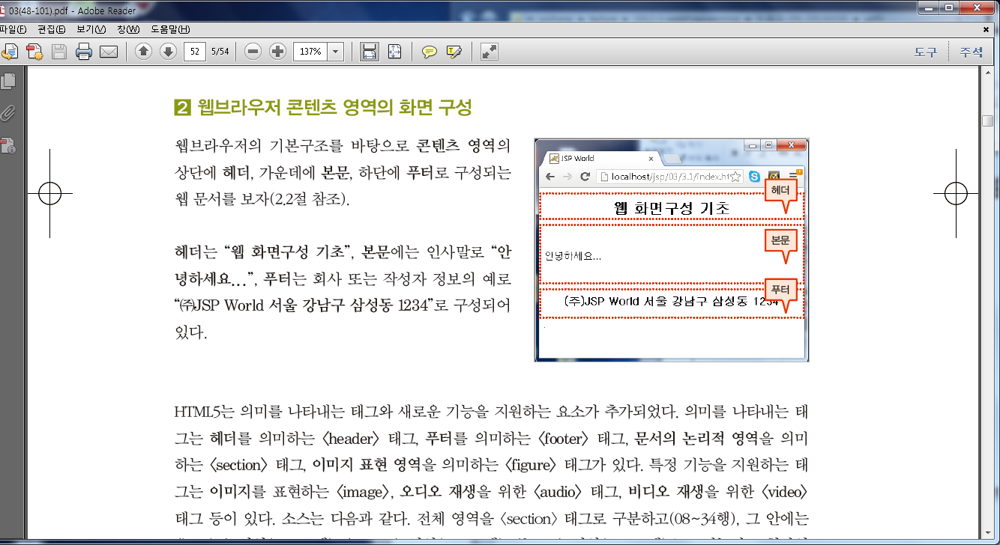 03(48-101).pdf - Adobe Reader
파일(F) 편집(E) 보기(V) 창(W) 도움말(H)
52 5/54 137% 도구 주석
2 웹브라우저 콘텐츠 영역의 화면 구성
웹브라우저의 기본구조를 바탕으로 콘텐츠 영역의
상단에 헤더, 가운데에 본문, 하단에 푸터로 구성되는
웹 문서를 보자(2.2절 참조).
헤더는 “웹 화면구성 기초”, 본문에는 인사말로 “안
녕하세요...”, 푸터는 회사 또는 작성자 정보의 예로
“㈜JSP World 서울 강남구 삼성동 1234”로 구성되어
있다.
JSP World
localhost/jsp/03/3.1/index.ht
헤더
웹 화면구성 기초
본문
안녕하세요...
푸터
(주)JSP World 서울 강남구 삼성동 1234
HTML5는 의미를 나타내는 태그와 새로운 기능을 지원하는 요소가 추가되었다. 의미를 나타내는 태
그는 헤더를 의미하는 〈header〉 태그, 푸터를 의미하는 〈footer〉 태그, 문서의 논리적 영역을 의미
하는 〈section〉 태그, 이미지 표현 영역을 의미하는 〈figure〉 태그가 있다. 특정 기능을 지원하는 태
그는 이미지를 표현하는 〈image〉, 오디오 재생을 위한 〈audio〉 태그, 비디오 재생을 위한 〈video〉
태그 등이 있다. 소스는 다음과 같다. 전체 영역을 〈section〉 태그로 구분하고(08~34행), 그 안에는